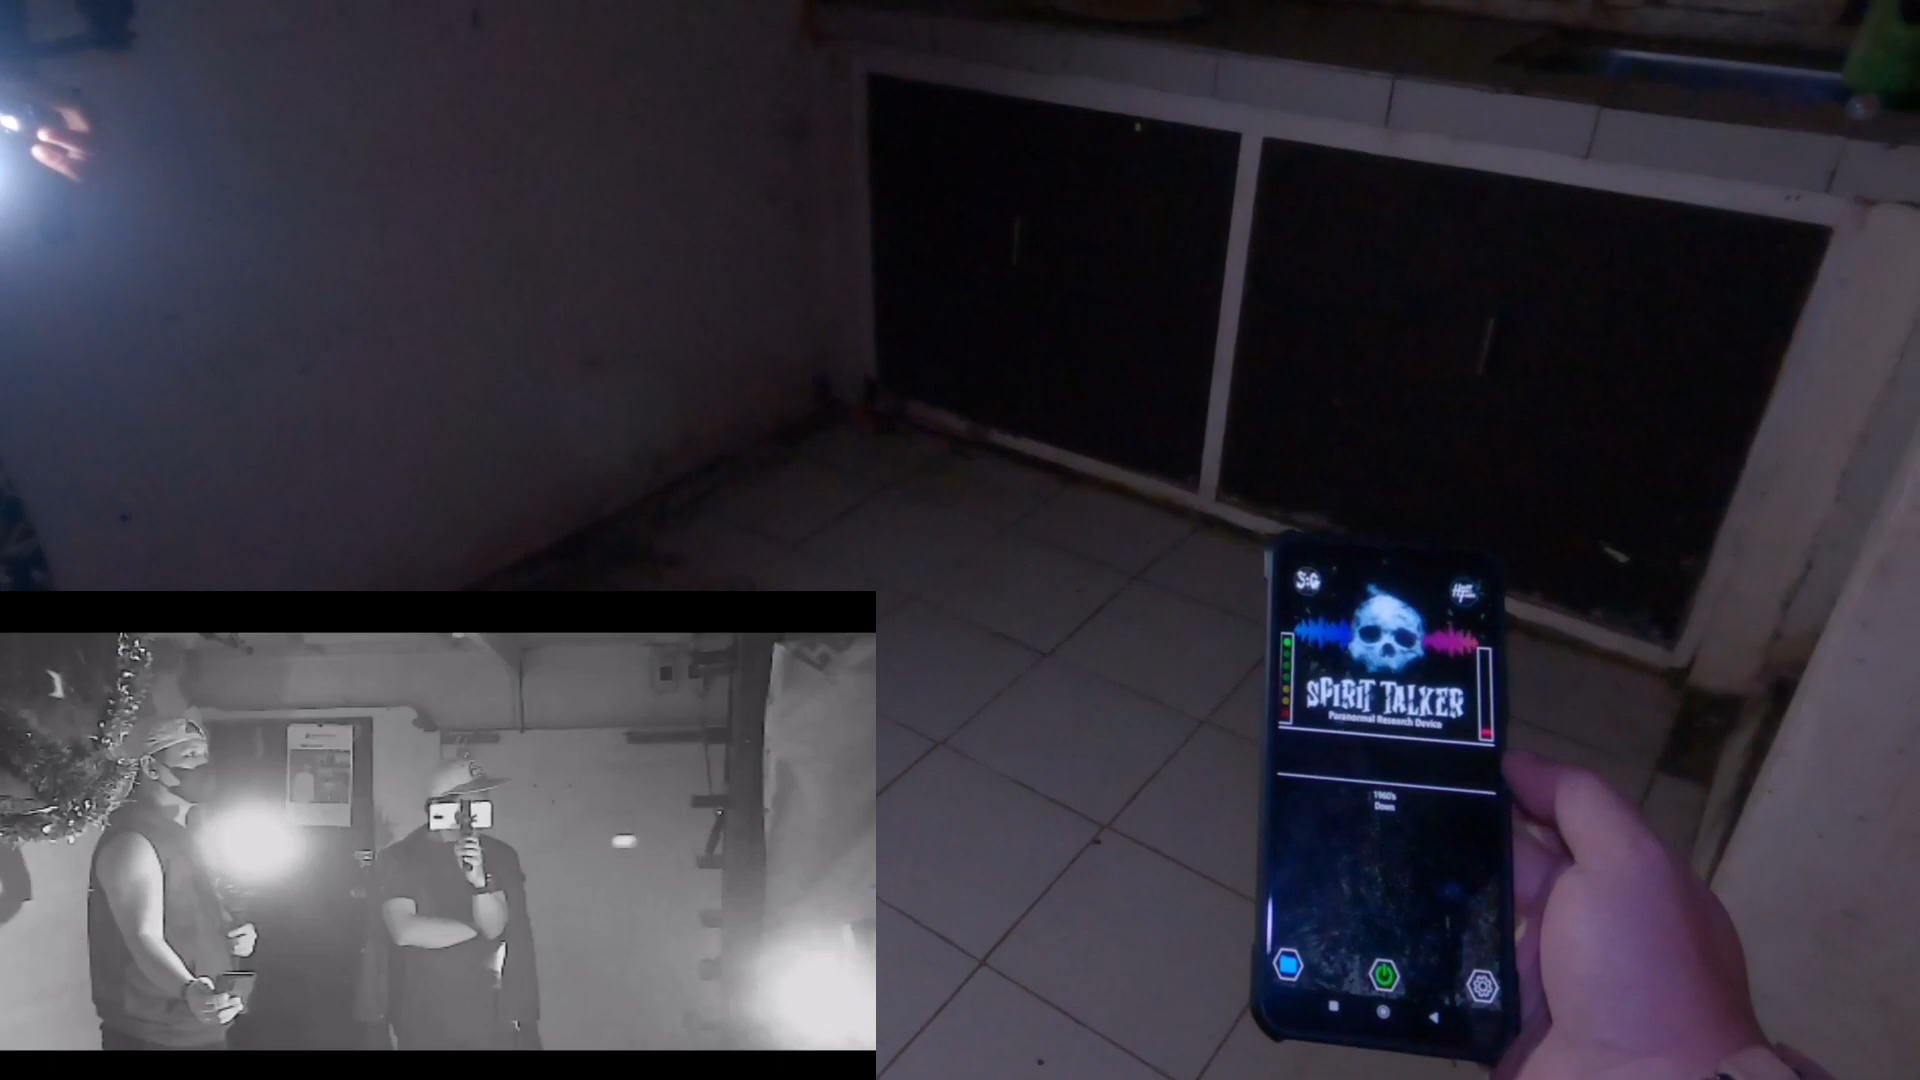 S:G
SPIRIT TALKER
Paranormal Research Device
1960's
Down